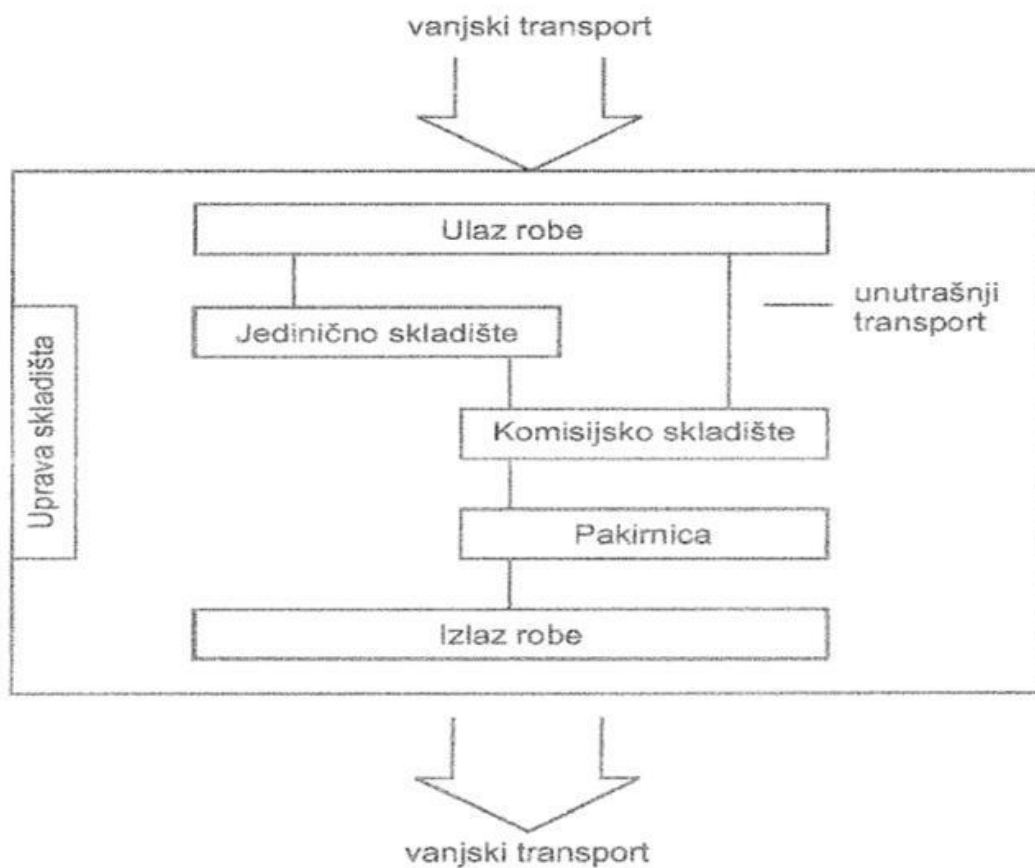 vanjski transport
Ulaz robe
unutrašnji
transport
Jedinično skladište
Uprava skladišta
Komisijsko skladište
Pakirnica
Izlaz robe
vanjski transport